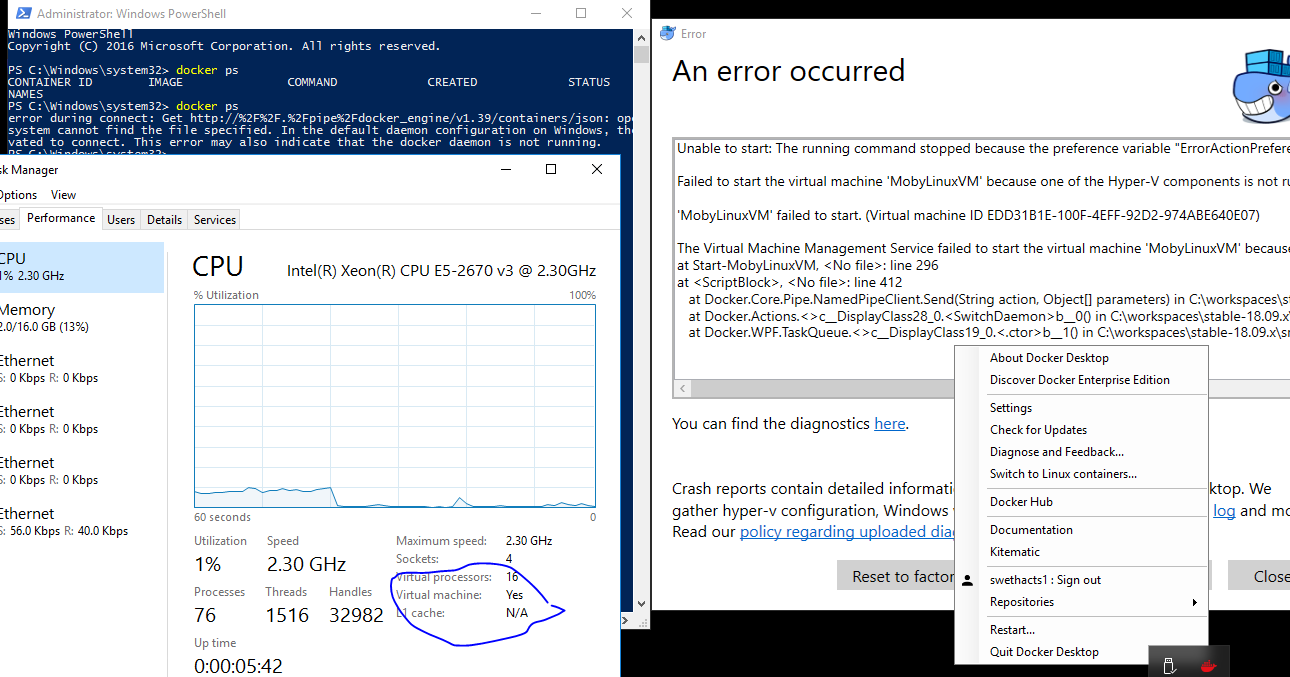 Administrator: Windows PowerShell
Windows PowerShell
Copyright (C) 2016 Microsoft Corporation. All rights reserved.
PS C:\Windows\system32> docker ps
CONTAINER ID IMAGE COMMAND CREATED STATUS
NAMES
PS C:\Windows\system32> docker ps
error during connect: Get http://%2F%2F.%2Fpipe%2Fdocker_engine/v1.39/containers/json: ope
system cannot find the file specified. In the default daemon configuration on Windows, the
vated to connect. This error may also indicate that the docker daemon is not running.
PS C:\Windows\system32>
sk Manager
Options View
ses Performance Users Details Services
CPU
1% 2.30 GHz
Memory
2.0/16.0 GB (13%)
Ethernet
S: 0 Kbps R: 0 Kbps
Ethernet
S: 0 Kbps R: 0 Kbps
Ethernet
S: 0 Kbps R: 0 Kbps
Ethernet
S: 56.0 Kbps R: 40.0 Kbps
CPU Intel(R) Xeon(R) CPU E5-2670 v3 @ 2.30GHz
% Utilization 100%
60 seconds 0
Utilization Speed
1% 2.30 GHz
Processes Threads Handles
76 1516 32982
Up time
0:00:05:42
Maximum speed: 2.30 GHz
Sockets: 4
Virtual processors: 16
Virtual machine: Yes
L1 cache: N/A
Error
An error occurred
Unable to start: The running command stopped because the preference variable "ErrorActionPrefere
Failed to start the virtual machine 'MobyLinuxVM' because one of the Hyper-V components is not ru
'MobyLinuxVM' failed to start. (Virtual machine ID EDD31B1E-100F-4EFF-92D2-974ABE640E07)
The Virtual Machine Management Service failed to start the virtual machine 'MobyLinuxVM' because
at Start-MobyLinuxVM, <No file>: line 296
at <ScriptBlock>, <No file>: line 412
at Docker.Core.Pipe.NamedPipeClient.Send(String action, Object[] parameters) in C:\workspaces\st
at Docker.Actions.<>c__DisplayClass28_0.<SwitchDaemon>b__0() in C:\workspaces\stable-18.09.x\
at Docker.WPF.TaskQueue.<>c__DisplayClass19_0.<.ctor>b__1() in C:\workspaces\stable-18.09.x\sr
You can find the diagnostics here.
Crash reports contain detailed informati ktop. We
gather hyper-v configuration, Windows log and mo
Read our policy regarding uploaded dia
Reset to factor Close
About Docker Desktop
Discover Docker Enterprise Edition
Settings
Check for Updates
Diagnose and Feedback...
Switch to Linux containers...
Docker Hub
Documentation
Kitematic
swethacts1 : Sign out
Repositories
Restart...
Quit Docker Desktop